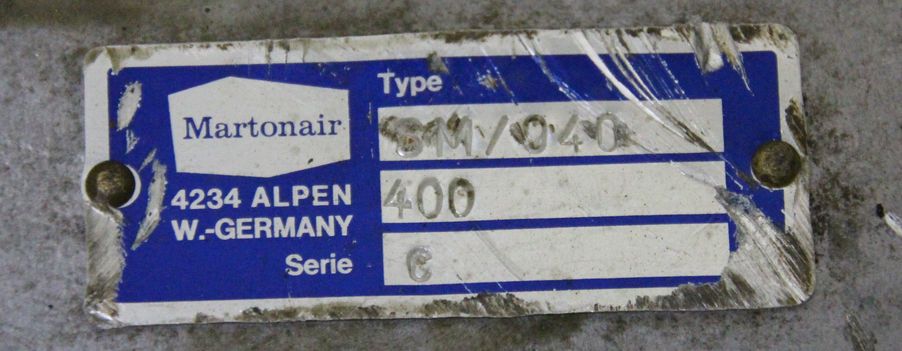 Type
Martonair
SM/040
4234 ALPEN
400
W.-GERMANY
Serie
C